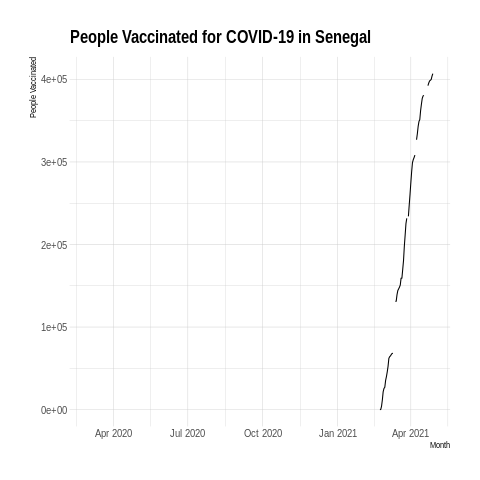 People Vaccinated for COVID-19 in Senegal
People Vaccinated
4e+05
3e+05
2e+05
1e+05
0e+00
Apr 2020 Jul 2020 Oct 2020 Jan 2021 Apr 2021
Month